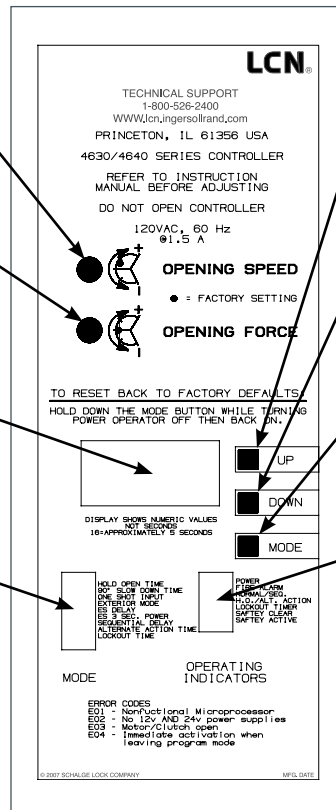 LCN®
TECHNICAL SUPPORT
1-800-526-2400
WWW.lcn.ingersollrand.com
PRINCETON, IL 61356 USA
4630/4640 SERIES CONTROLLER
REFER TO INSTRUCTION
MANUAL BEFORE ADJUSTING
DO NOT OPEN CONTROLLER
120VAC, 60 Hz
@1.5 A
+
OPENING SPEED
-
● = FACTORY SETTING
+
OPENING FORCE
-
TO RESET BACK TO FACTORY DEFAULTS,
HOLD DOWN THE MODE BUTTON WHILE TURNING
POWER OPERATOR OFF THEN BACK ON.
UP
DOWN
MODE
DISPLAY SHOWS NUMERIC VALUES
NOT SECONDS
16=APPROXIMATELY 5 SECONDS
HOLD OPEN TIME
90° SLOW DOWN TIME
ONE SHOT INPUT
EXTERIOR MODE
ES DELAY
ES 3 SEC. POWER
SEQUENTIAL DELAY
ALTERNATE ACTION TIME
LOCKOUT TIME
MODE
POWER
FIRE ALARM
NORMAL/SEQ.
H.O./ALT. ACTION
LOCKOUT TIMER
SAFTEY CLEAR
SAFTEY ACTIVE
OPERATING
INDICATORS
ERROR CODES
E01 - Nonfuctional Microprocessor
E02 - No 12v AND 24v power supplies
E03 - Motor/Clutch open
E04 - Immediate activation when
leaving program mode
© 2007 SCHALGE LOCK COMPANY
MFG. DATE